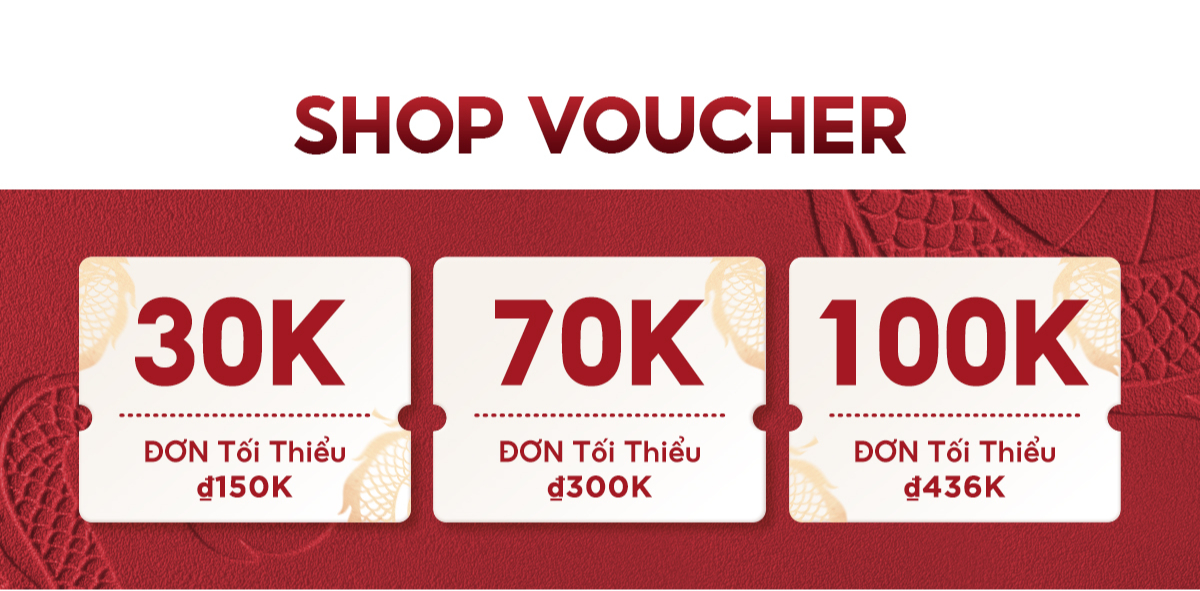 SHOP VOUCHER
30K
ĐƠN Tối Thiểu
₫150K
70K
ĐƠN Tối Thiểu
₫300K
100K
ĐƠN Tối Thiểu
₫436K